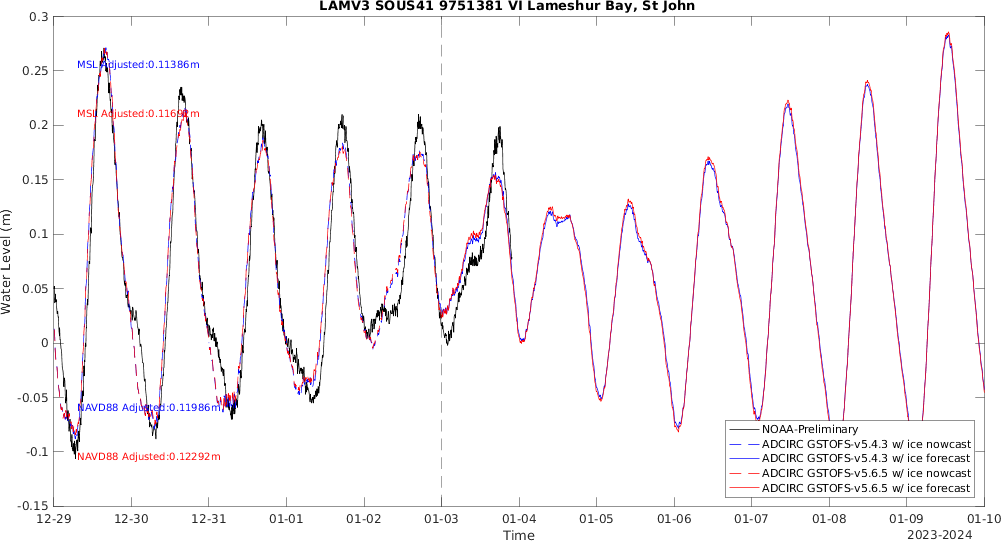 LAMV3 SOUS41 9751381 VI Lameshur Bay, St John
0.3
0.25
0.2
0.15
0.1
0.05
0
-0.05
-0.1
-0.15
Water Level (m)
MSL Adjusted:0.11386m
MSL
NAVD88 Adjusted:0.11986m
NAVD88 Adjusted:0.12292m
NOAA-Preliminary
ADCIRC GSTOFS-v5.4.3 w/ ice nowcast
ADCIRC GSTOFS-v5.4.3 w/ ice forecast
ADCIRC GSTOFS-v5.6.5 w/ ice nowcast
ADCIRC GSTOFS-v5.6.5 w/ ice forecast
12-29 12-30 12-31 01-01 01-02 01-03 01-04 01-05 01-06 01-07 01-08 01-09 01-10
Time
2023-2024